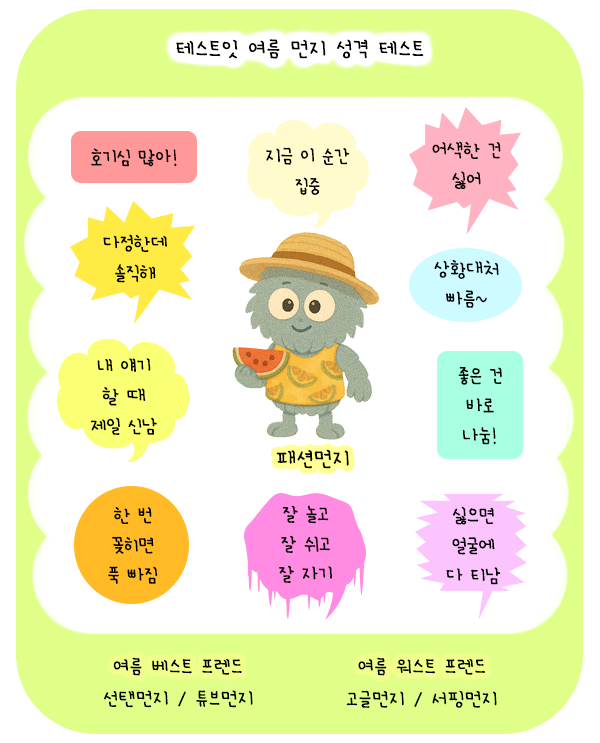 테스트잇 여름 먼지 성격 테스트
호기심 많아!
지금 이 순간
집중
어색한 건
싫어
다정한데
솔직해
상황대처
빠름~
내 얘기
할 때
제일 신남
좋은 건
바로
나눔!
패션먼지
한 번
꽂히면
푹 빠짐
잘 놀고
잘 쉬고
잘 자기
싫으면
얼굴에
다 티남
여름 베스트 프렌드
선탠먼지 / 튜브먼지
여름 워스트 프렌드
고글먼지 / 서핑먼지